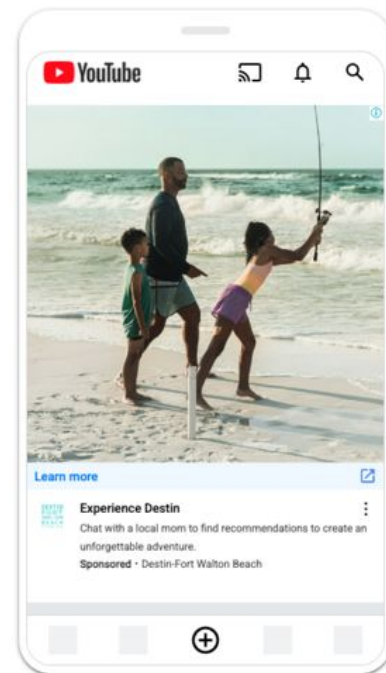 YouTube
Learn more
Experience Destin
Chat with a local mom to find recommendations to create an
unforgettable adventure.
Sponsored • Destin-Fort Walton Beach